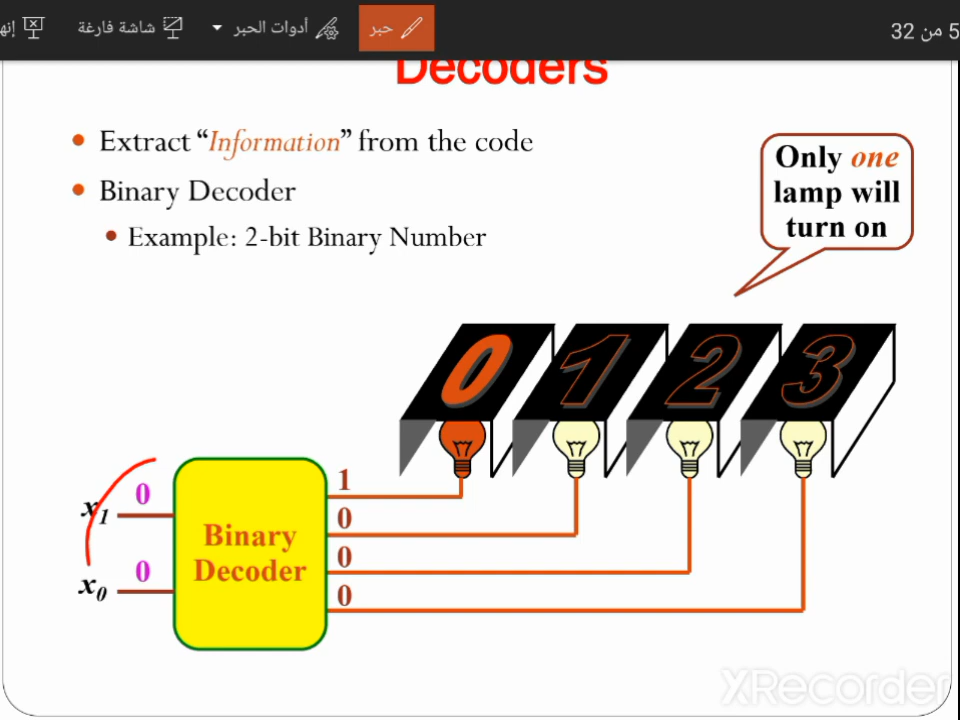 5 من 32 حبر أدوات الحبر شاشة فارغة
Decoders
• Extract “Information” from the code
• Binary Decoder
• Example: 2-bit Binary Number
Only one
lamp will
turn on
0 1 2 3
x1 0
x0 0
Binary
Decoder
1
0
0
0
XRecorder